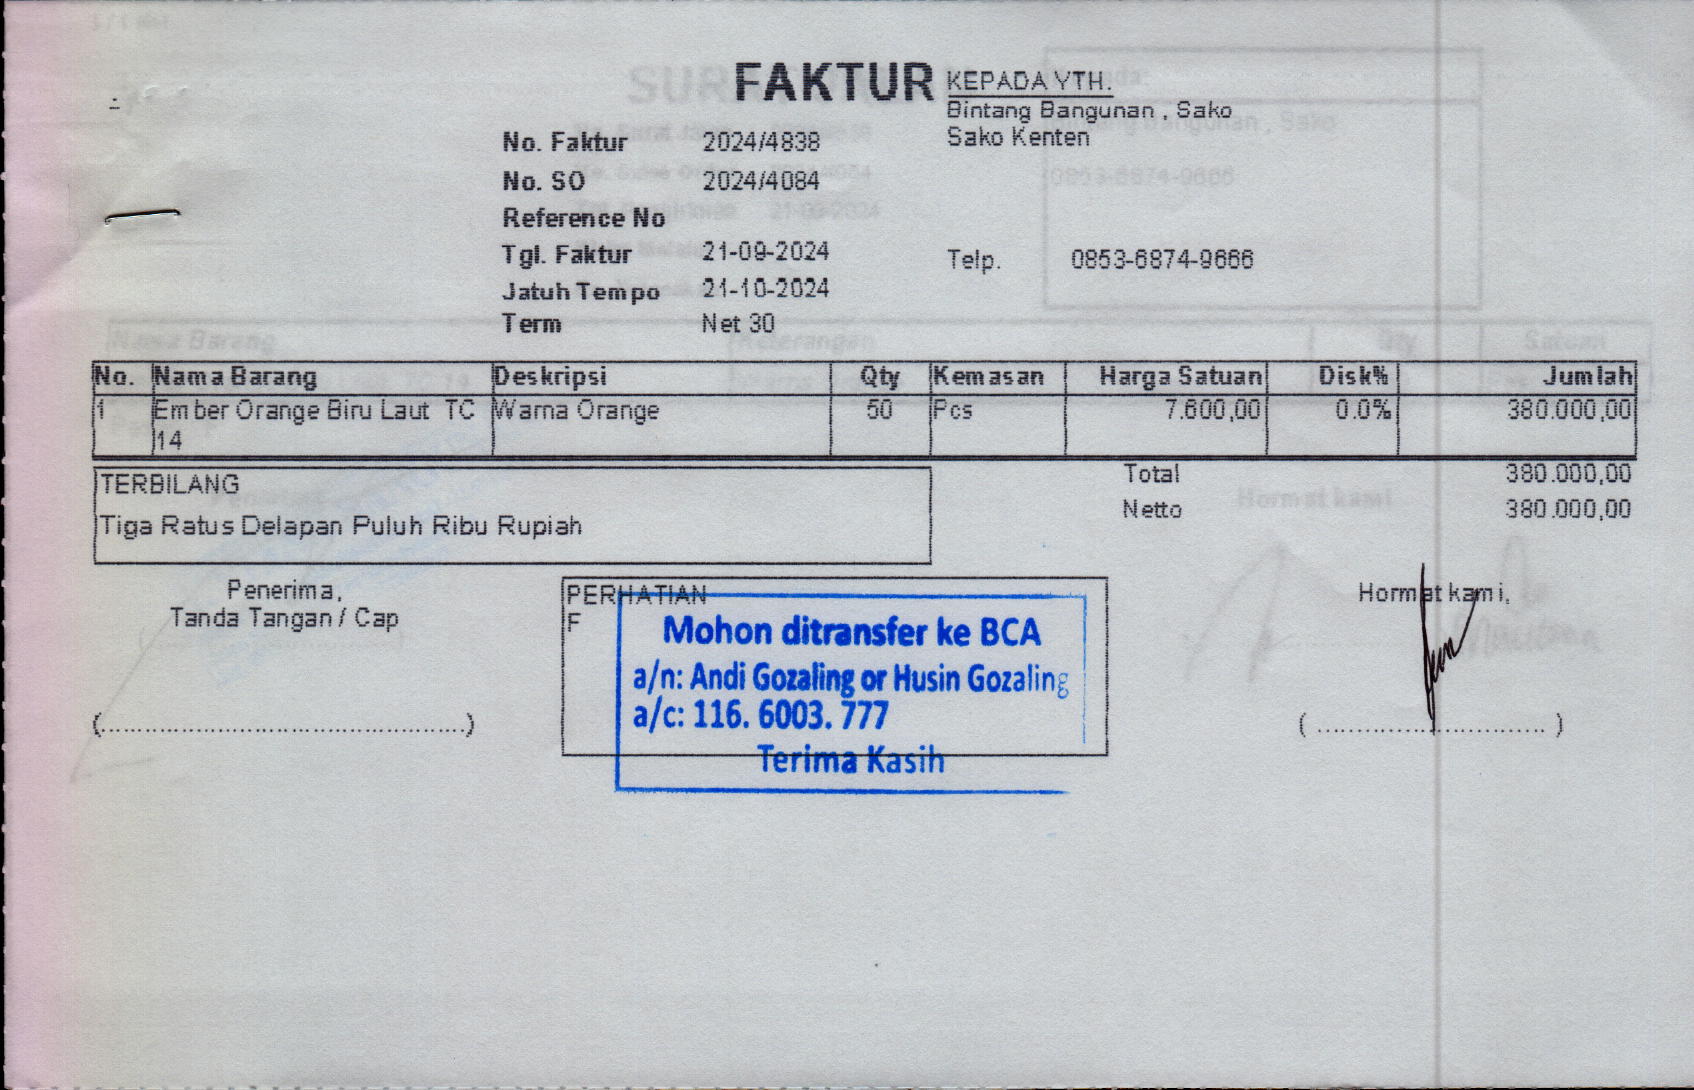 FAKTUR
KEPADA YTH.
Bintang Bangunan , Sako
Sako Kenten
No. Faktur 2024/4838
No. SO 2024/4084
Reference No
Tgl. Faktur 21-09-2024
Telp. 0853-6874-9666
Jatuh Tempo 21-10-2024
Term Net 30
No. Nama Barang Deskripsi Qty Kemasan Harga Satuan Disk% Jumlah
1 Ember Orange Biru Laut TC Warna Orange 50 Pcs 7.600,00 0.0% 380.000,00
14
Total 380.000,00
TERBILANG
Netto 380.000,00
Tiga Ratus Delapan Puluh Ribu Rupiah
Penerima,
Tanda Tangan / Cap
(................................................)
PERHATIAN
F
Mohon ditransfer ke BCA
a/n: Andi Gozaling or Husin Gozaling
a/c: 116. 6003. 777
Terima Kasih
Hormat kami,
( .............................. )